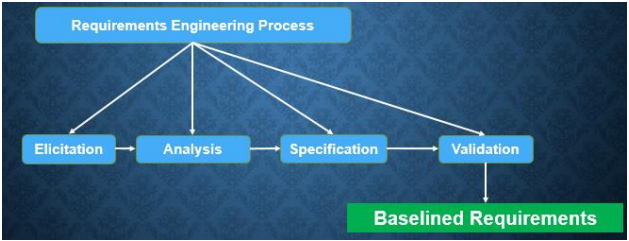 Requirements Engineering Process
Elicitation
Analysis
Specification
Validation
Baselined Requirements